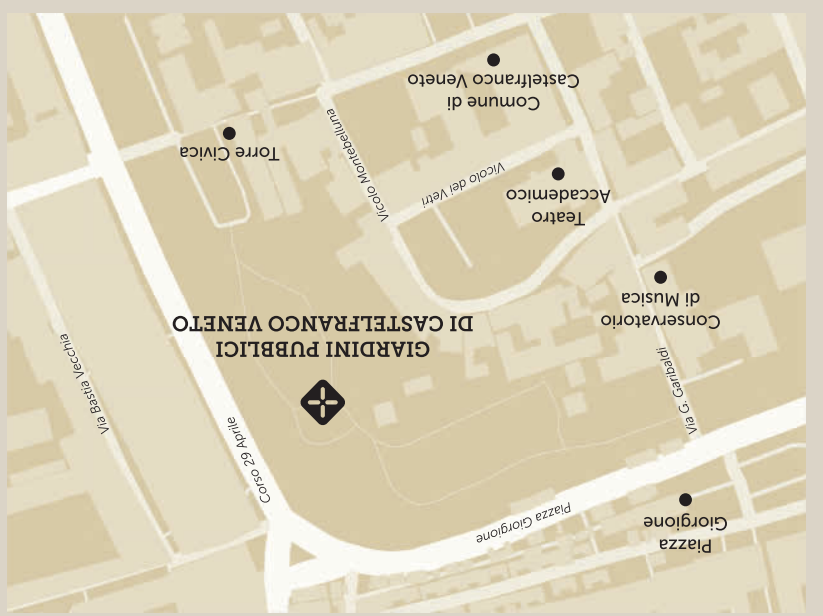 Piazza
Giorgione
Piazza Giorgione
Via G. Garibaldi
Corso 29 Aprile
Via Bastia Vecchia
GIARDINI PUBBLICI
DI CASTELFRANCO VENETO
Conservatorio
di Musica
Teatro
Accademico
Vicolo dei Vetri
Vicolo Montebelluna
Torre Civica
Comune di
Castelfranco Veneto